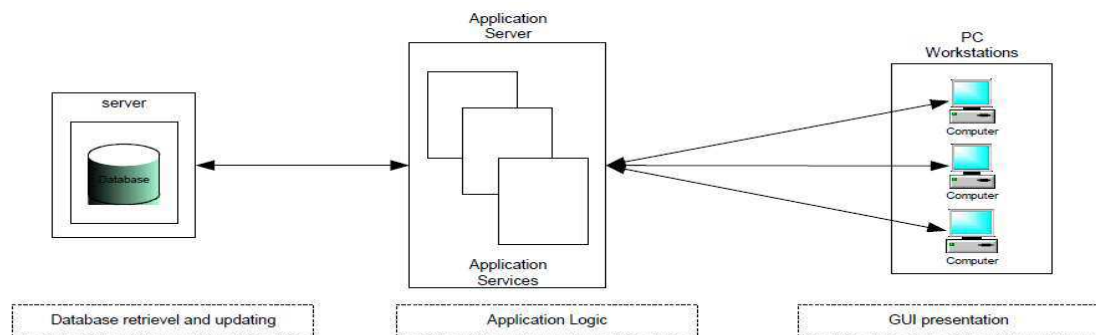 Application
Server
PC
Workstations
server
Database
Computer
Computer
Computer
Application
Services
Database retrievel and updating
Application Logic
GUI presentation